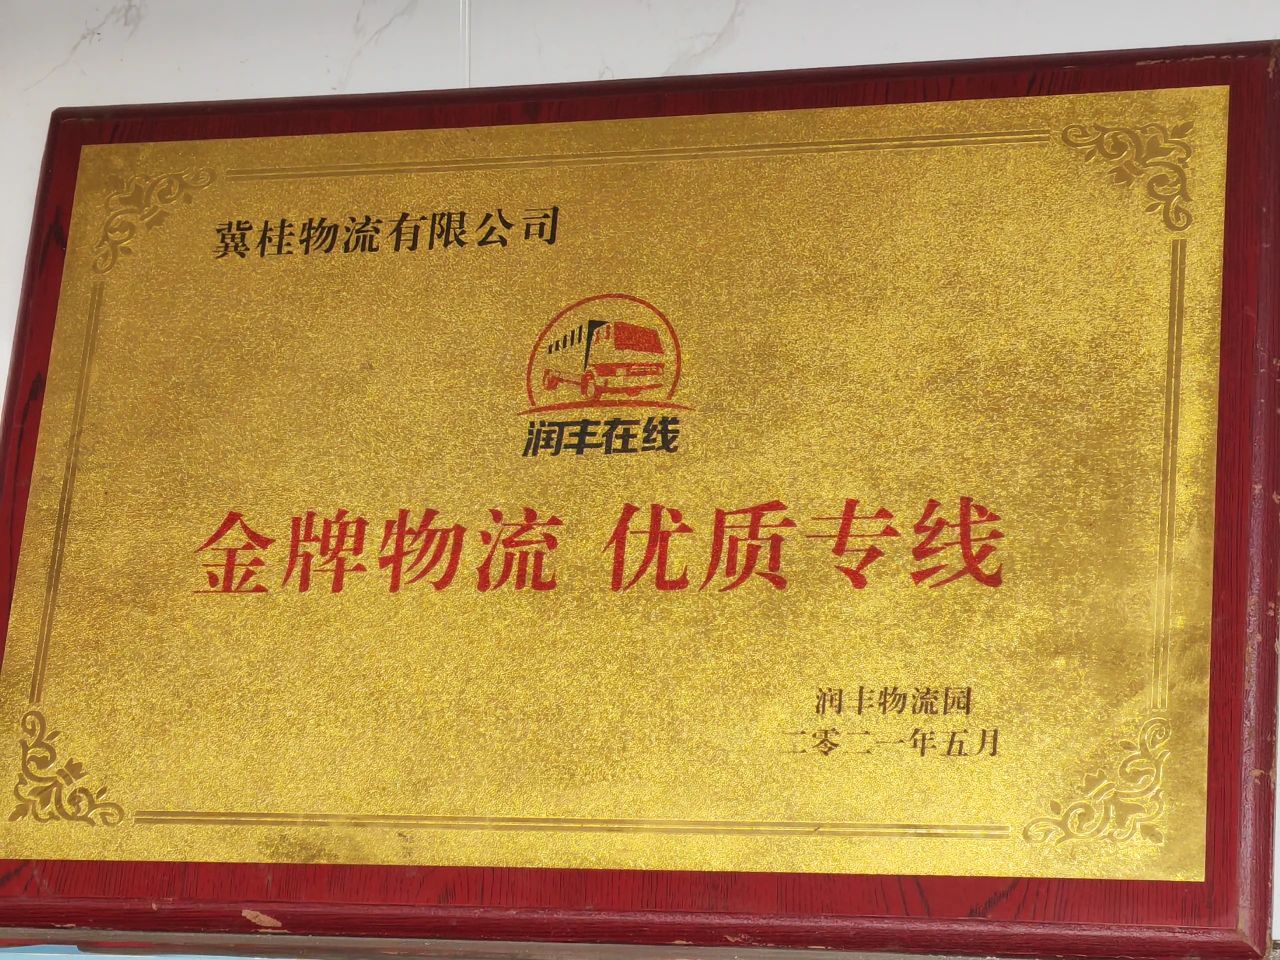 冀桂物流有限公司
润丰在线
金牌物流 优质专线
润丰物流园
二零二一年五月